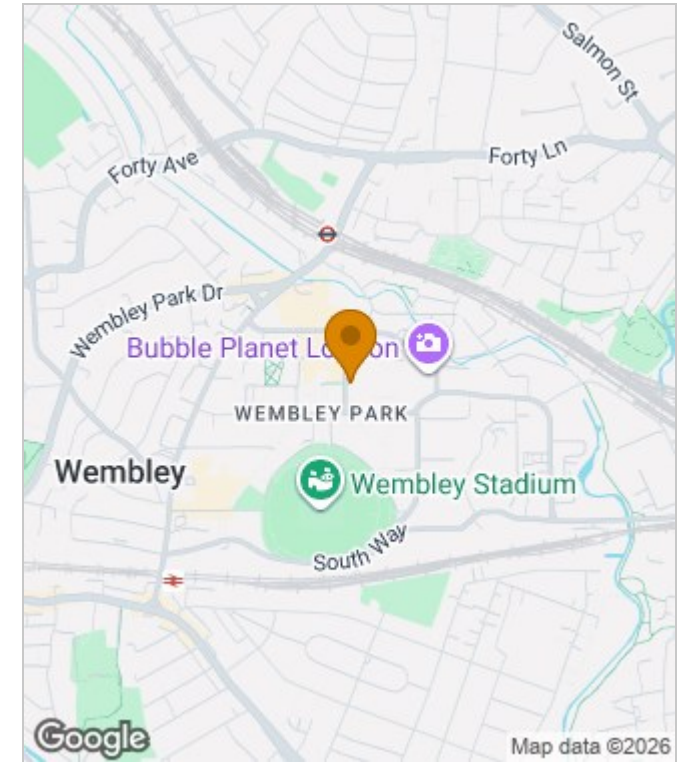 Salmon St
Forty Ave
Forty Ln
Wembley Park Dr
Bubble Planet London
WEMBLEY PARK
Wembley
Wembley Stadium
South Way
Google
Map data ©2026